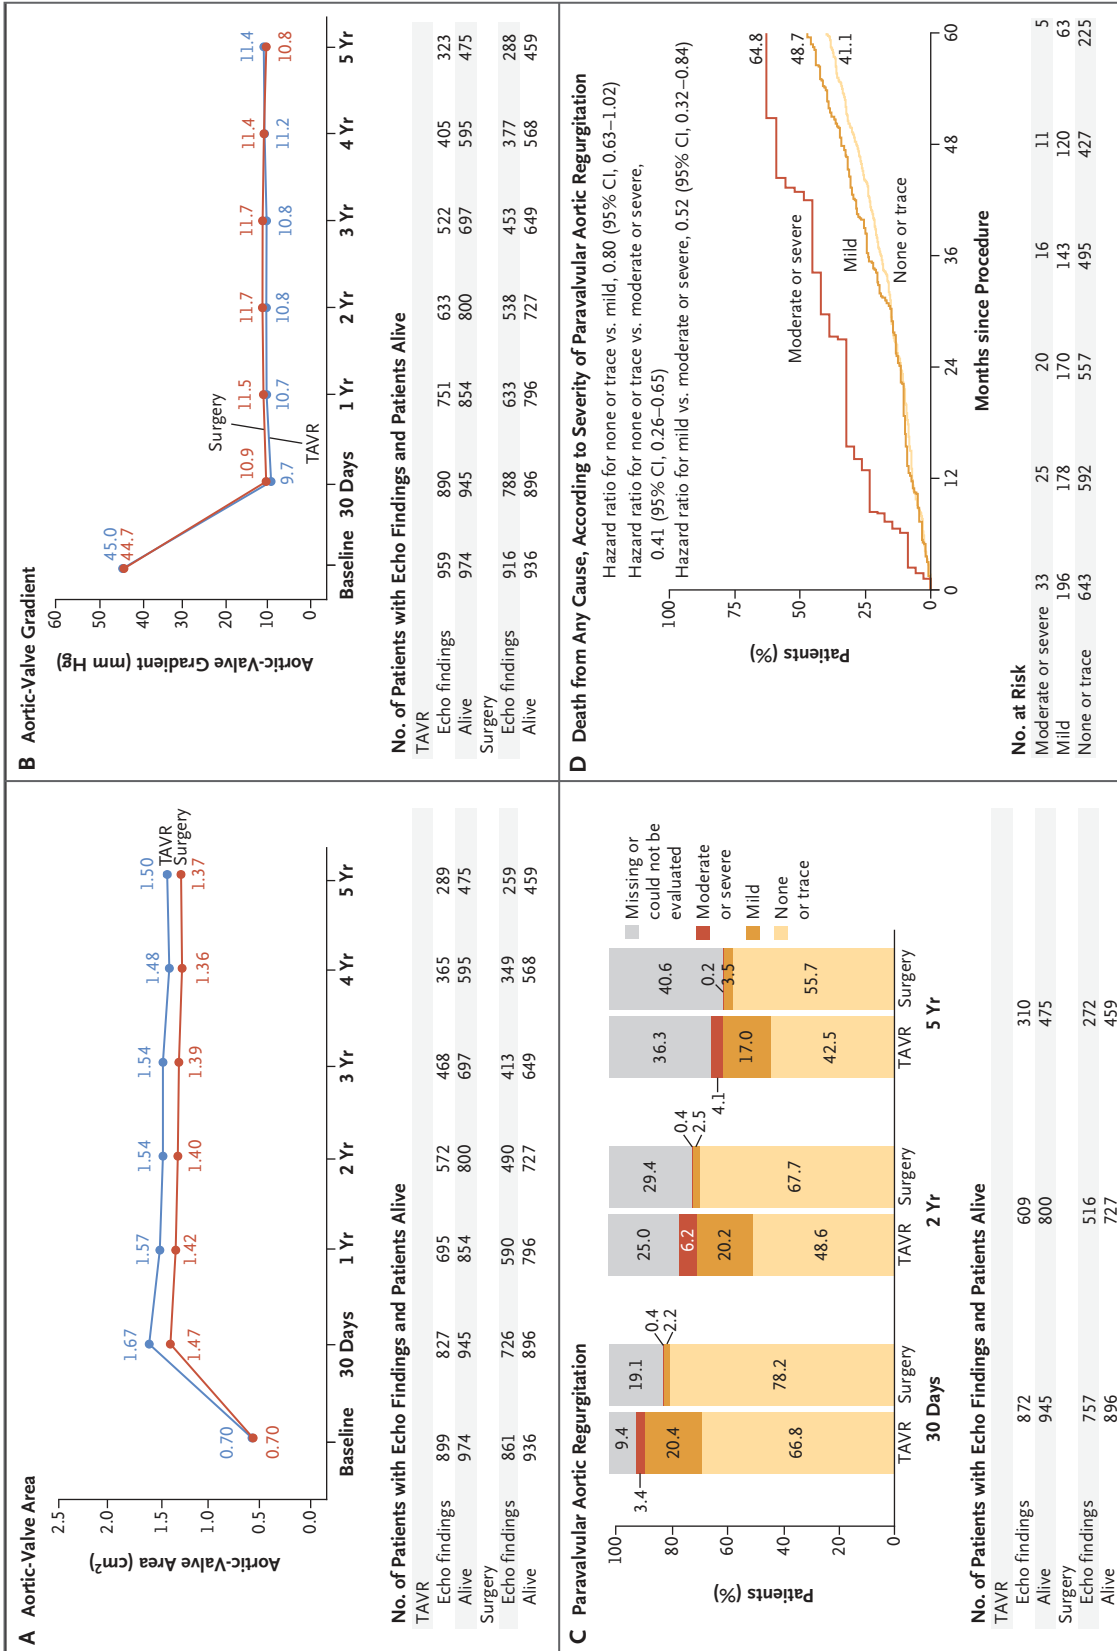 A Aortic-Valve Area
Aortic-Valve Area (cm²)
2.5
2.0
1.5
1.0
0.5
0.0
0.70
1.67
1.57
1.54
1.54
1.48
1.50
TAVR
Surgery
0.70
1.47
1.42
1.40
1.39
1.36
1.37
Baseline 30 Days 1 Yr 2 Yr 3 Yr 4 Yr 5 Yr
No. of Patients with Echo Findings and Patients Alive
TAVR
Echo findings 899 827 695 572 468 365 289
Alive 974 945 854 800 697 595 475
Surgery
Echo findings 861 726 590 490 413 349 259
Alive 936 896 796 727 649 568 459
B Aortic-Valve Gradient
Aortic-Valve Gradient (mm Hg)
60
50
40
30
20
10
0
45.0
44.7
Surgery
10.9
11.5
11.7
11.7
11.4
11.4
9.7
10.7
10.8
10.8
11.2
10.8
TAVR
Baseline 30 Days 1 Yr 2 Yr 3 Yr 4 Yr 5 Yr
No. of Patients with Echo Findings and Patients Alive
TAVR
Echo findings 959 890 751 633 522 405 323
Alive 974 945 854 800 697 595 475
Surgery
Echo findings 916 788 633 538 453 377 288
Alive 936 896 796 727 649 568 459
C Paravalvular Aortic Regurgitation
Patients (%)
100
80
60
40
20
0
9.4
3.4
20.4
66.8
19.1
0.4
2.2
78.2
25.0
6.2
20.2
48.6
29.4
0.4
2.5
67.7
36.3
4.1
17.0
42.5
40.6
0.2
3.5
55.7
Missing or
could not be
evaluated
Moderate
or severe
Mild
None
or trace
TAVR Surgery TAVR Surgery TAVR Surgery
30 Days 2 Yr 5 Yr
No. of Patients with Echo Findings and Patients Alive
TAVR
Echo findings 872 609 310
Alive 945 800 475
Surgery
Echo findings 757 516 272
Alive 896 727 459
D Death from Any Cause, According to Severity of Paravalvular Aortic Regurgitation
Hazard ratio for none or trace vs. mild, 0.80 (95% CI, 0.63–1.02)
Hazard ratio for none or trace vs. moderate or severe,
0.41 (95% CI, 0.26–0.65)
Hazard ratio for mild vs. moderate or severe, 0.52 (95% CI, 0.32–0.84)
Patients (%)
100
75
50
25
0
Moderate or severe
Mild
None or trace
64.8
48.7
41.1
0 12 24 36 48 60
Months since Procedure
No. at Risk
Moderate or severe 33 25 20 16 11 5
Mild 196 178 170 143 120 63
None or trace 643 592 557 495 427 225